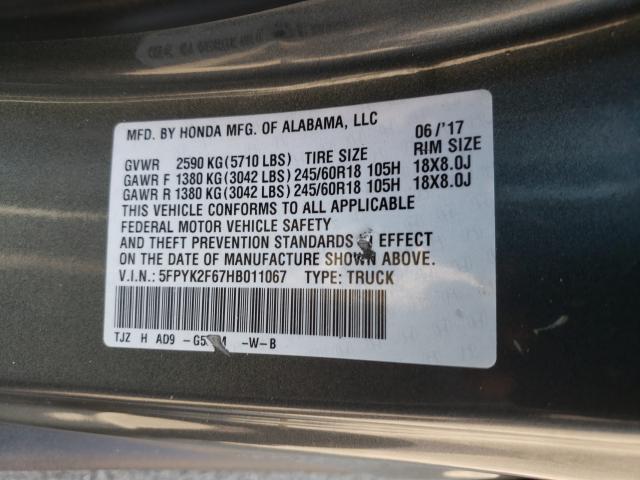 MFD. BY HONDA MFG. OF ALABAMA, LLC 06/'17
GVWR 2590 KG (5710 LBS) TIRE SIZE RIM SIZE
GAWR F 1380 KG (3042 LBS) 245/60R18 105H 18X8.0J
GAWR R 1380 KG (3042 LBS) 245/60R18 105H 18X8.0J
THIS VEHICLE CONFORMS TO ALL APPLICABLE
FEDERAL MOTOR VEHICLE SAFETY
AND THEFT PREVENTION STANDARDS EFFECT
ON THE DATE OF MANUFACTURE SHOWN ABOVE.
V.I.N.: 5FPYK2F67HB011067 TYPE: TRUCK
TJZ H AD9 -W-B